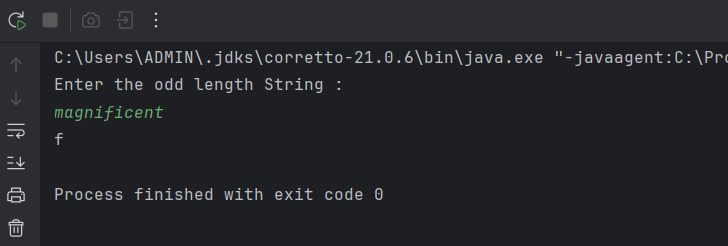 C:\Users\ADMIN\.jdks\corretto-21.0.6\bin\java.exe "-javaagent:C:\Pro
Enter the odd length String :
magnificent
f
Process finished with exit code 0